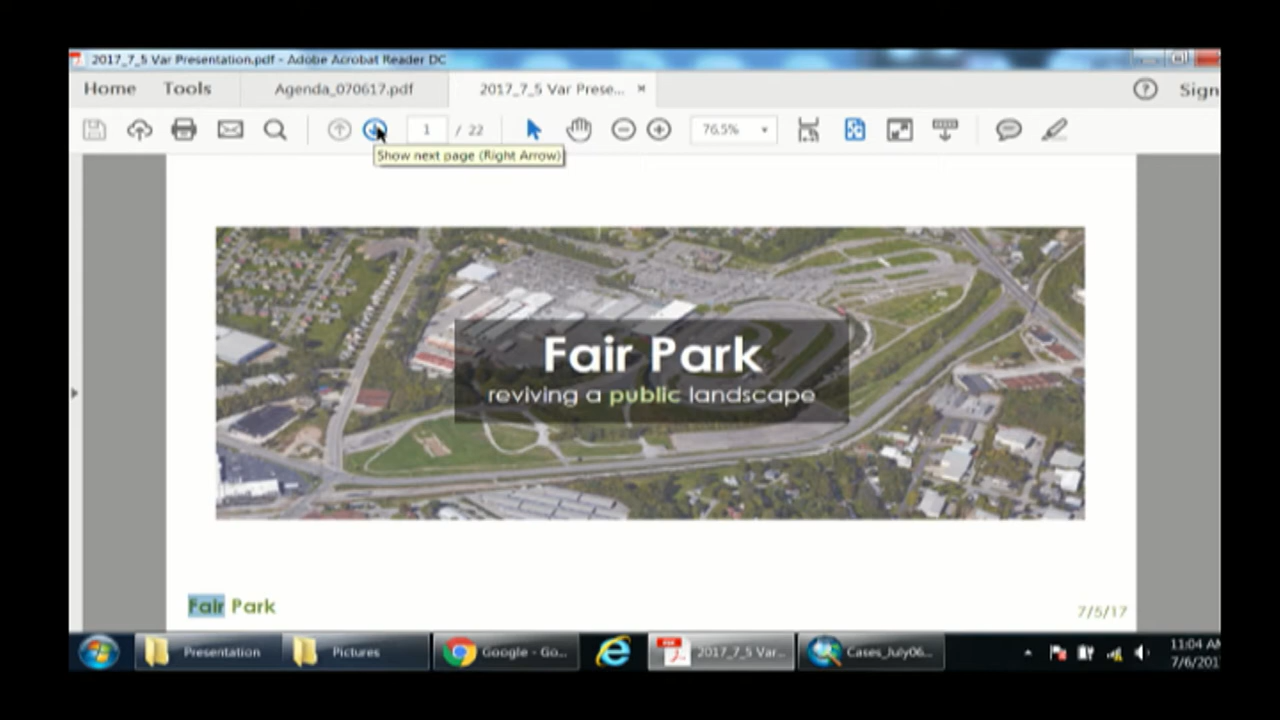 2017_7_5 Var Presentation.pdf - Adobe Acrobat Reader DC
Home Tools Agenda_070617.pdf 2017_7_5 Var Prese... × ? Sign
1 / 22 76.5%
Show next page (Right Arrow)
Fair Park
reviving a public landscape
Fair Park 7/5/17
Presentation Pictures Google - Go... 2017_7_5 Var... Cases_July06... 11:04 AM
7/6/201